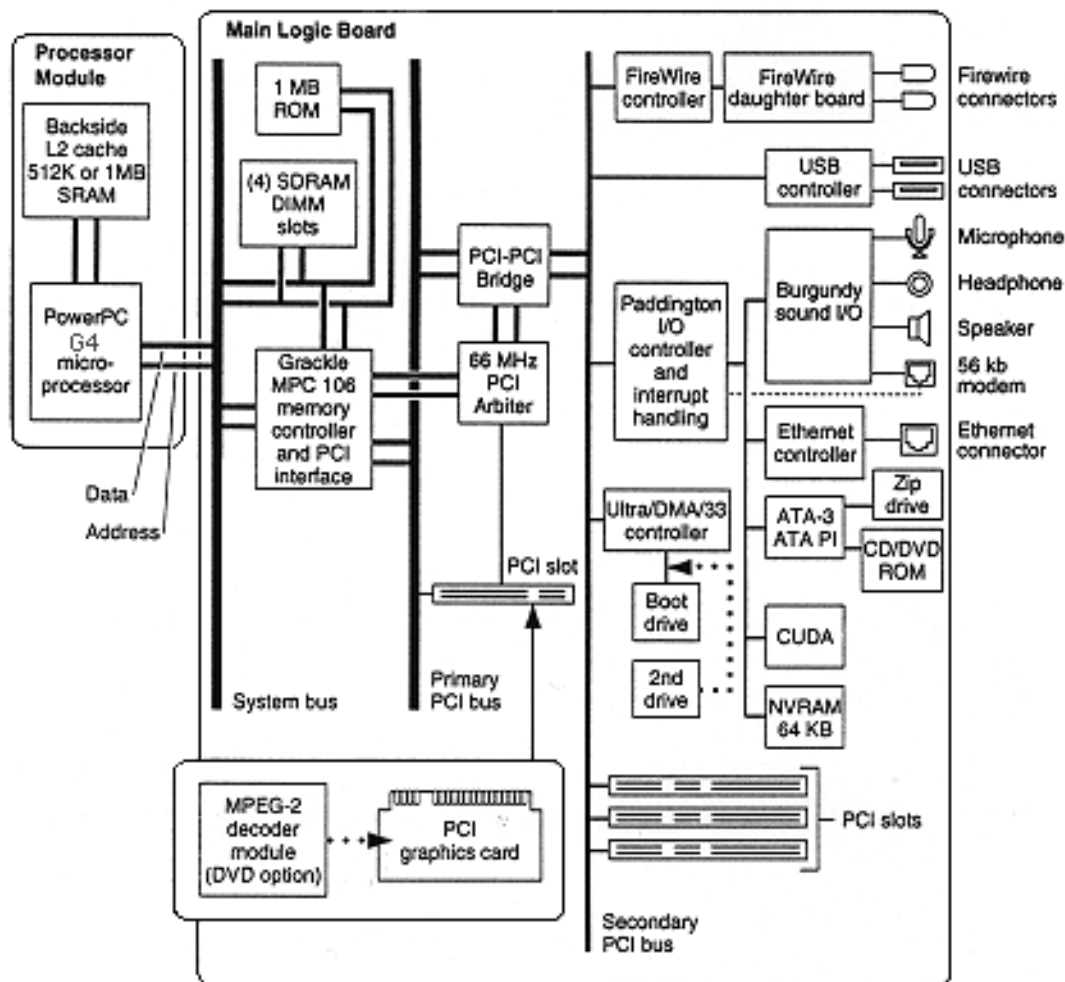 Main Logic Board
Processor
Module
Backside
L2 cache
512K or 1MB
SRAM
PowerPC
G4
micro-
processor
Data
Address
1 MB
ROM
(4) SDRAM
DIMM
slots
Grackle
MPC 106
memory
controller
and PCI
interface
System bus
PCI-PCI
Bridge
66 MHz
PCI
Arbiter
PCI slot
Primary
PCI bus
MPEG-2
decoder
module
(DVD option)
PCI
graphics card
FireWire
controller
FireWire
daughter board
Firewire
connectors
USB
controller
USB
connectors
Paddington
I/O
controller
and
interrupt
handling
Burgundy
sound I/O
Microphone
Headphone
Speaker
56 kb
modem
Ethernet
controller
Ethernet
connector
Ultra/DMA/33
controller
Boot
drive
2nd
drive
ATA-3
ATA PI
Zip
drive
CD/DVD
ROM
CUDA
NVRAM
64 KB
PCI slots
Secondary
PCI bus